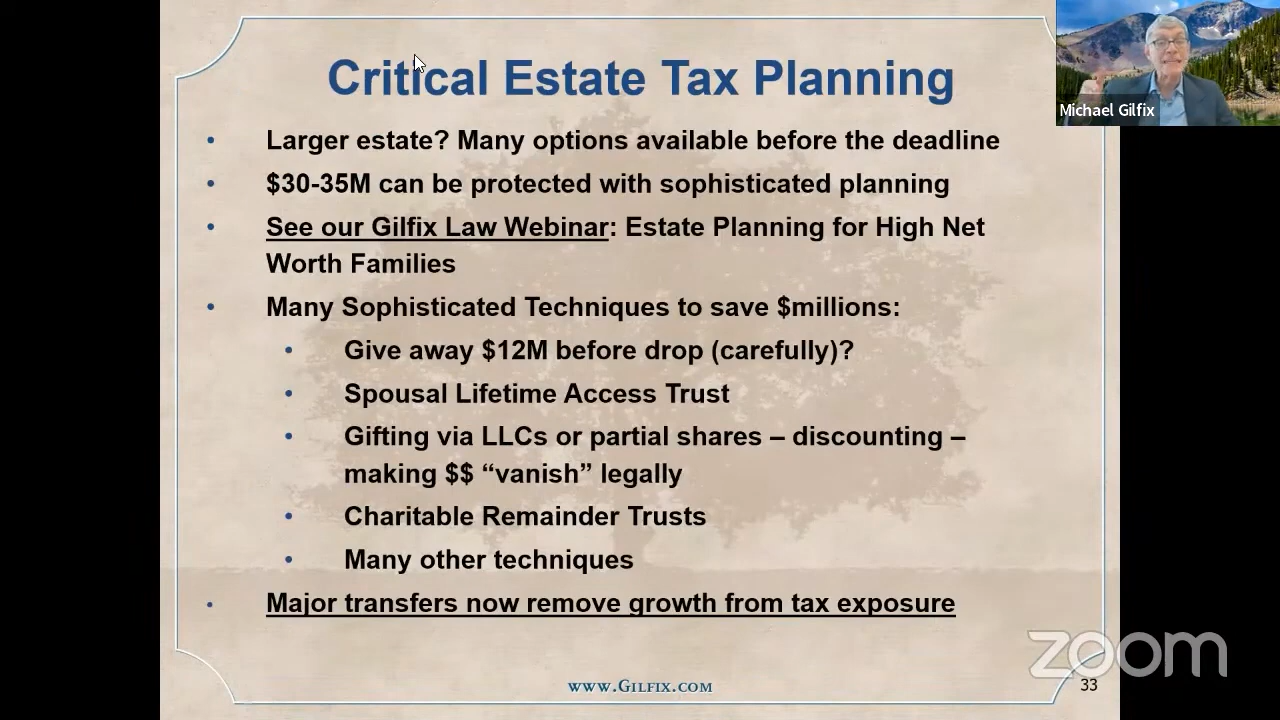 Critical Estate Tax Planning
Michael Gilfix
• Larger estate? Many options available before the deadline
• $30-35M can be protected with sophisticated planning
• See our Gilfix Law Webinar: Estate Planning for High Net
Worth Families
• Many Sophisticated Techniques to save $millions:
• Give away $12M before drop (carefully)?
• Spousal Lifetime Access Trust
• Gifting via LLCs or partial shares – discounting –
making $$ “vanish” legally
• Charitable Remainder Trusts
• Many other techniques
• Major transfers now remove growth from tax exposure
zoom
www.Gilfix.com
33